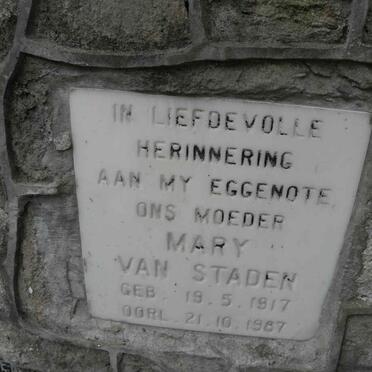 IN LIEFDEVOLLE
HERINNERING
AAN MY EGGENOTE
ONS MOEDER
MARY
VAN STADEN
GEB. 19.5.1917
OORL. 21.10.1987